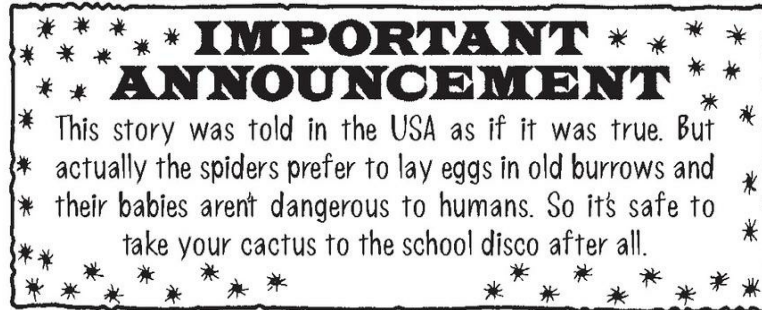 IMPORTANT
ANNOUNCEMENT
This story was told in the USA as if it was true. But
actually the spiders prefer to lay eggs in old burrows and
their babies aren't dangerous to humans. So it's safe to
take your cactus to the school disco after all.